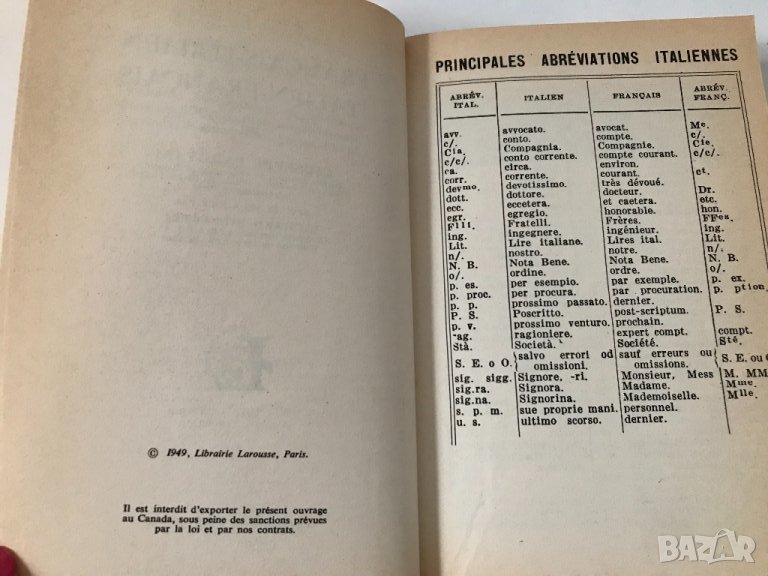 © 1949, Librairie Larousse, Paris.
Il est interdit d'exporter le présent ouvrage
au Canada, sous peine des sanctions prévues
par la loi et par nos contrats.
PRINCIPALES ABRÉVIATIONS ITALIENNES
ABRÉV. ITAL. ITALIEN FRANÇAIS ABRÉV. FRANÇ.
avv. avvocato. avocat. Me.
c/. conto. compte. c/.
Cia. Compagnia. Compagnie. Cie.
c/c/. conto corrente. compte courant. c/c/.
ca. circa. environ.
corr. corrente. courant. ct.
devmo. devotissimo. très dévoué.
dott. dottore. docteur. Dr.
ecc. eccetera. et caetera. etc.
egr. egregio. honorable. hon.
Flli. Fratelli. Frères. FFes.
ing. ingegnere. ingénieur. ing.
Lit. Lire italiane. Lires ital. Lit.
n/. nostro. notre. n/.
N. B. Nota Bene. Nota Bene. N. B.
o/. ordine. ordre. o/.
p. es. per esempio. par exemple. p. ex.
p. proc. per procura. par procuration. p. ption.
p. p. prossimo passato. dernier.
P. S. Poscritto. post-scriptum. P. S.
p. v. prossimo venturo. prochain.
rag. ragioniere. expert compt. compt.
Stà. Società. Société. Sté.
S. E. o O. salvo errori od omissioni. sauf erreurs ou omissions. S. E. ou
sig. sigg. Signore, -ri. Monsieur, Mess M. MM
sig.ra. Signora. Madame. Mme.
sig.na. Signorina. Mademoiselle. Mlle.
s. p. m. sue proprie mani. personnel.
u. s. ultimo scorso. dernier.
BAZAR.bg